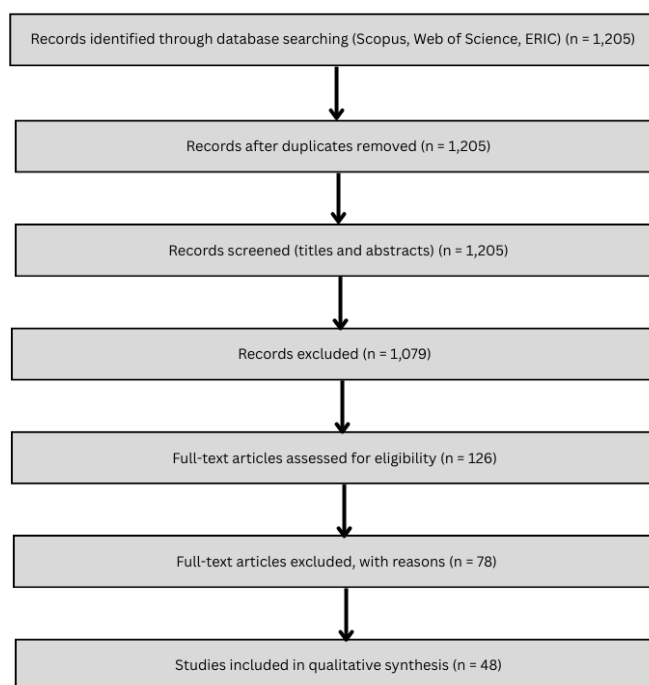 Records identified through database searching (Scopus, Web of Science, ERIC) (n = 1,205)
Records after duplicates removed (n = 1,205)
Records screened (titles and abstracts) (n = 1,205)
Records excluded (n = 1,079)
Full-text articles assessed for eligibility (n = 126)
Full-text articles excluded, with reasons (n = 78)
Studies included in qualitative synthesis (n = 48)